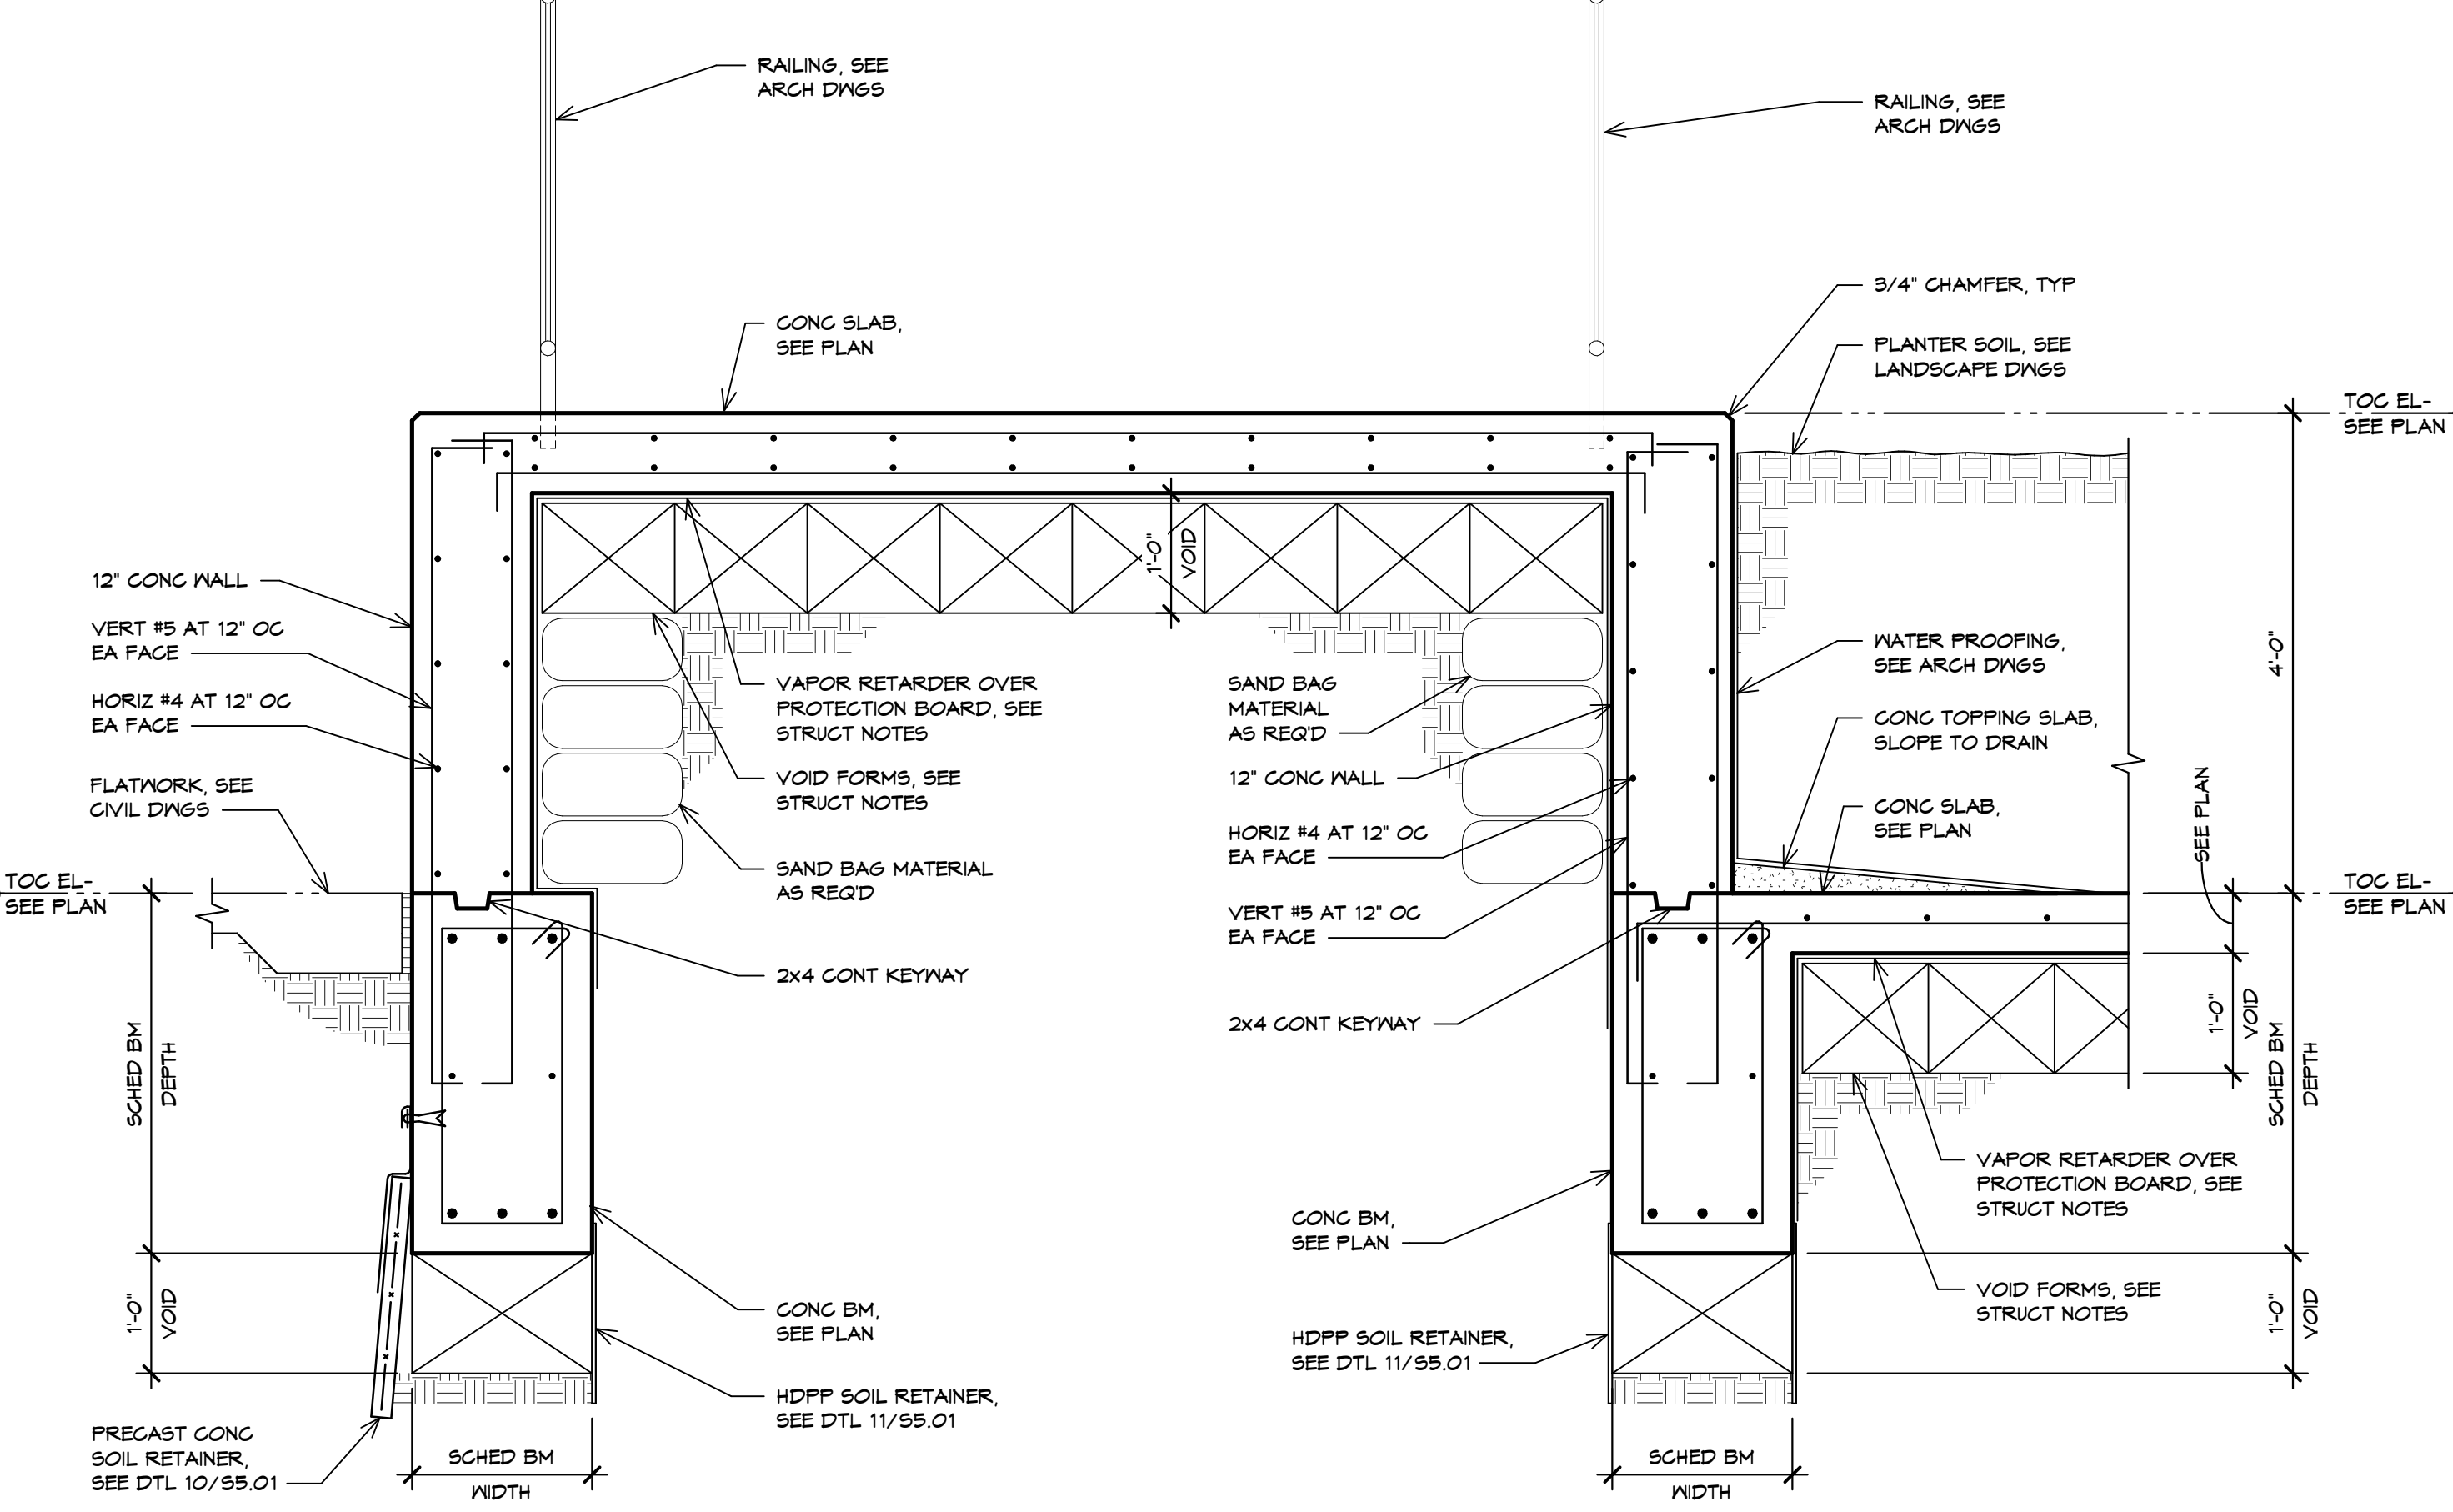 RAILING, SEE
ARCH DWGS
RAILING, SEE
ARCH DWGS
3/4" CHAMFER, TYP
CONC SLAB,
SEE PLAN
PLANTER SOIL, SEE
LANDSCAPE DWGS
TOC EL-
SEE PLAN
1'-0"
VOID
12" CONC WALL
VERT #5 AT 12" OC
EA FACE
HORIZ #4 AT 12" OC
EA FACE
FLATWORK, SEE
CIVIL DWGS
TOC EL-
SEE PLAN
VAPOR RETARDER OVER
PROTECTION BOARD, SEE
STRUCT NOTES
VOID FORMS, SEE
STRUCT NOTES
SAND BAG MATERIAL
AS REQ'D
2x4 CONT KEYWAY
SAND BAG
MATERIAL
AS REQ'D
12" CONC WALL
HORIZ #4 AT 12" OC
EA FACE
VERT #5 AT 12" OC
EA FACE
2x4 CONT KEYWAY
WATER PROOFING,
SEE ARCH DWGS
CONC TOPPING SLAB,
SLOPE TO DRAIN
CONC SLAB,
SEE PLAN
4'-0"
SEE PLAN
TOC EL-
SEE PLAN
1'-0"
VOID
SCHED BM
DEPTH
SCHED BM
DEPTH
VAPOR RETARDER OVER
PROTECTION BOARD, SEE
STRUCT NOTES
VOID FORMS, SEE
STRUCT NOTES
1'-0"
VOID
1'-0"
VOID
CONC BM,
SEE PLAN
HDPP SOIL RETAINER,
SEE DTL 11/S5.01
CONC BM,
SEE PLAN
HDPP SOIL RETAINER,
SEE DTL 11/S5.01
PRECAST CONC
SOIL RETAINER,
SEE DTL 10/S5.01
SCHED BM
WIDTH
SCHED BM
WIDTH